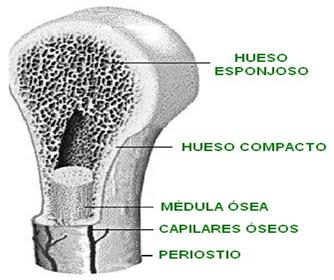 HUESO
ESPONJOSO
HUESO COMPACTO
MÉDULA ÓSEA
CAPILARES ÓSEOS
PERIOSTIO